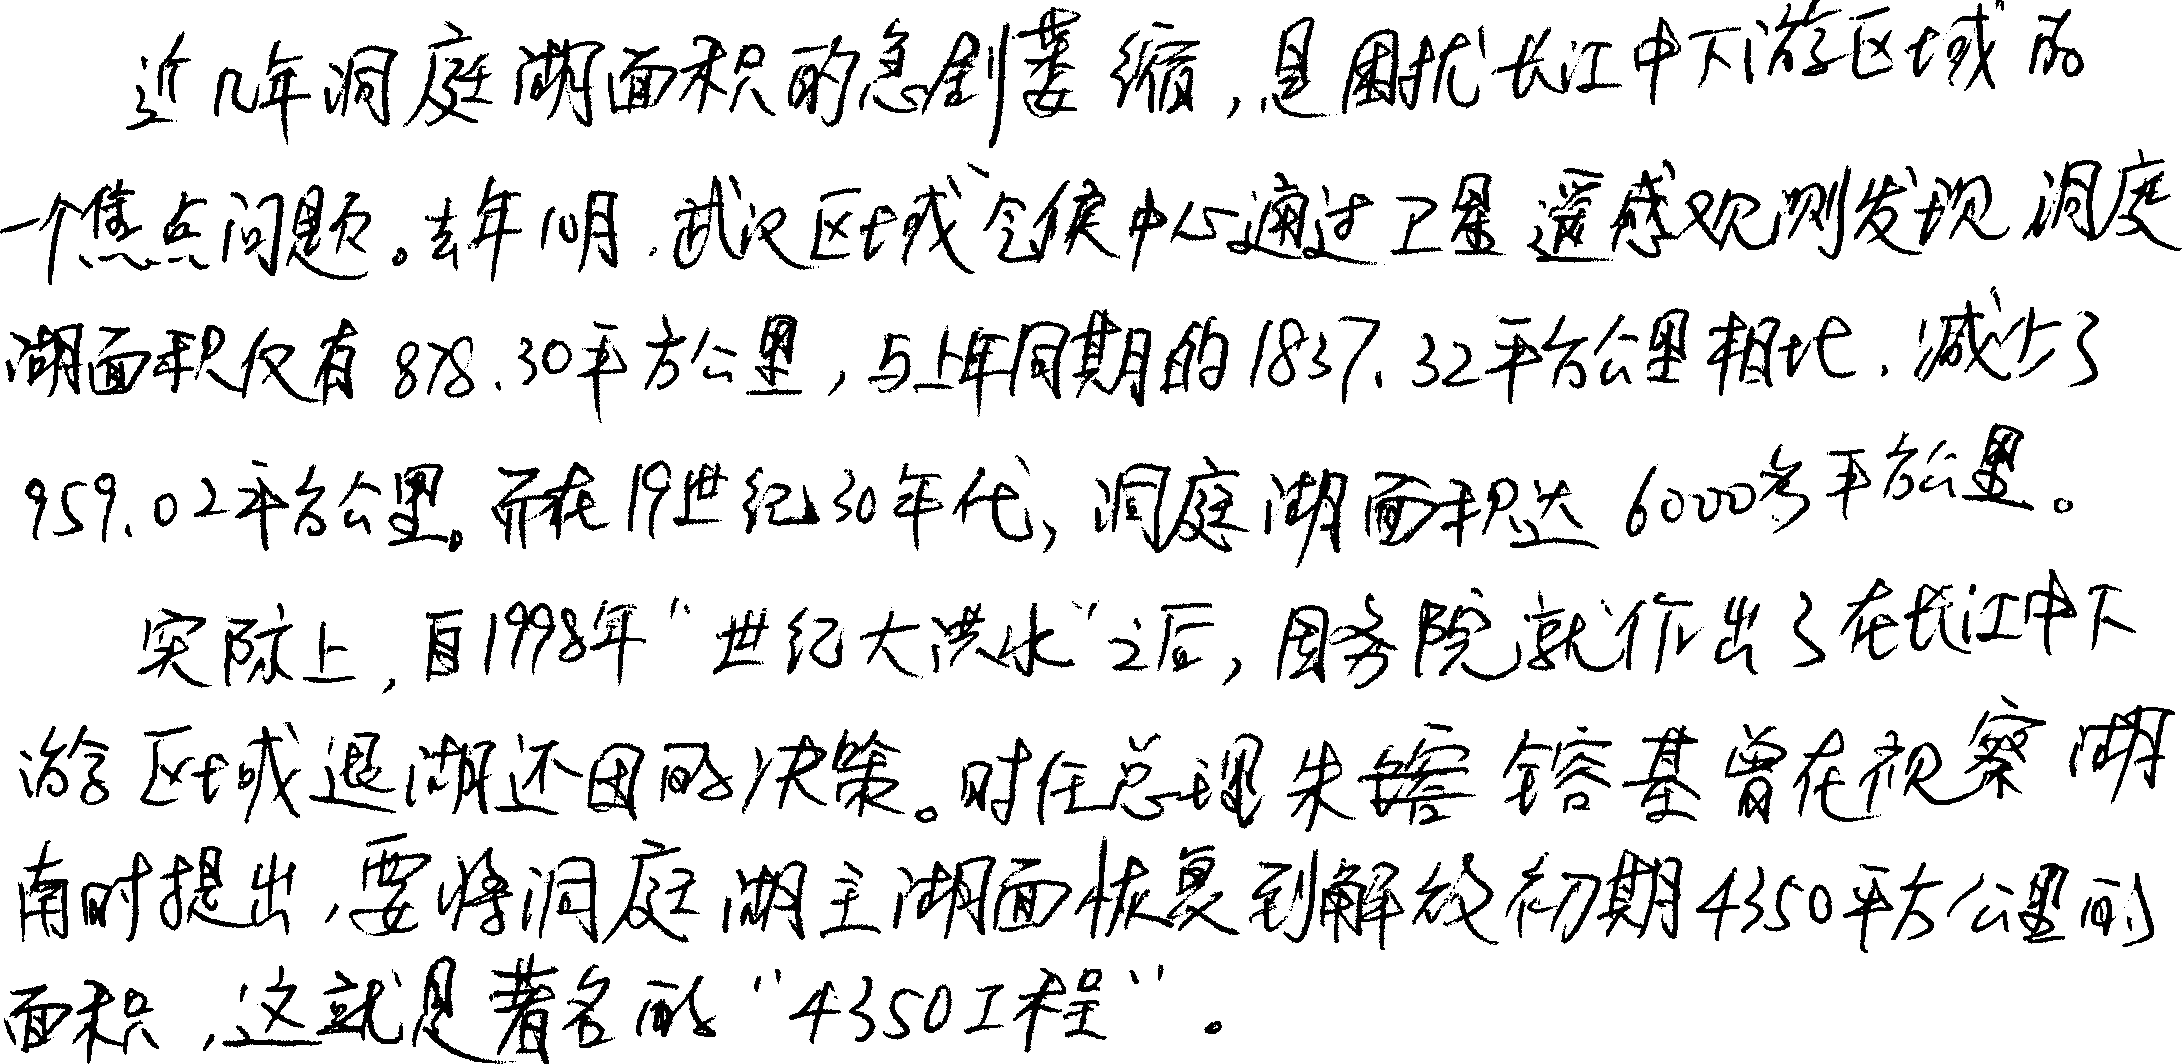 近几年洞庭湖面积的急剧萎缩,是困扰长江中下游区域的
一个焦点问题。去年10月,武汉区域气候中心通过卫星遥感观测发现洞庭
湖面积仅有878.30平方公里,与上年同期的1837.32平方公里相比,减少了
959.02平方公里。而在19世纪30年代,洞庭湖面积达6000多平方公里。
实际上,自1998年“世纪大洪水”之后,国务院就作出了在长江中下
游区域退湖还田的决策。时任总理朱镕基曾在视察湖
南时提出,要将洞庭湖主湖面恢复到解放初期4350平方公里的
面积,这就是著名的“4350工程”。